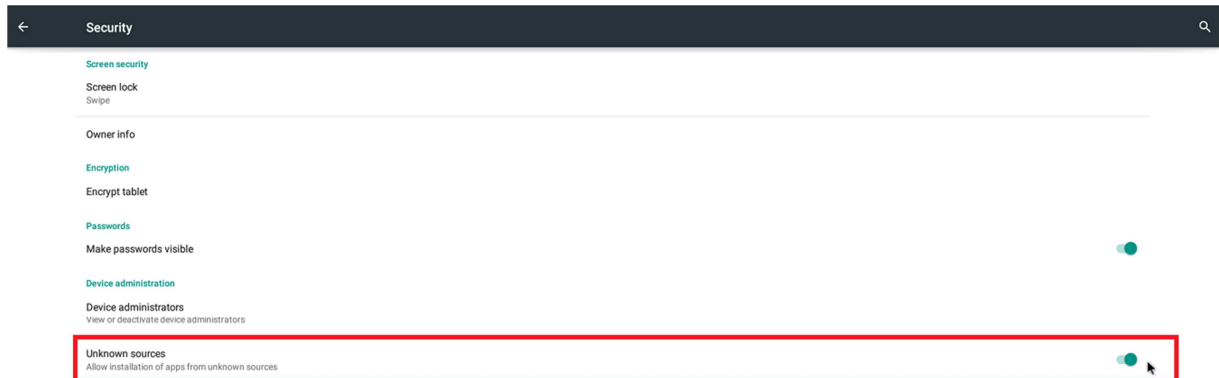 Security
Screen security
Screen lock
Swipe
Owner info
Encryption
Encrypt tablet
Passwords
Make passwords visible
Device administration
Device administrators
View or deactivate device administrators
Unknown sources
Allow installation of apps from unknown sources